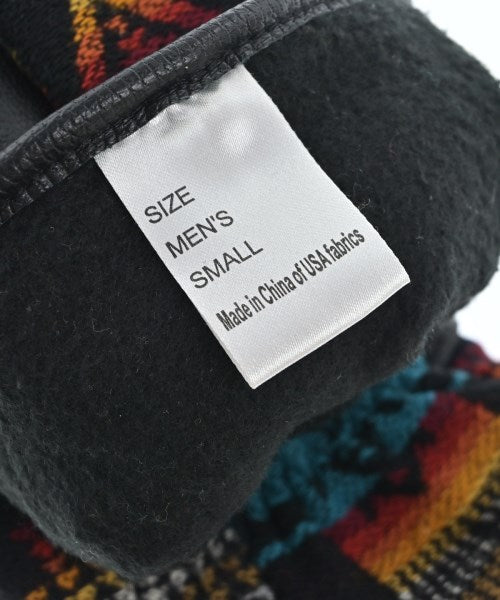 SIZE
MEN'S
SMALL
Made in China of USA fabrics